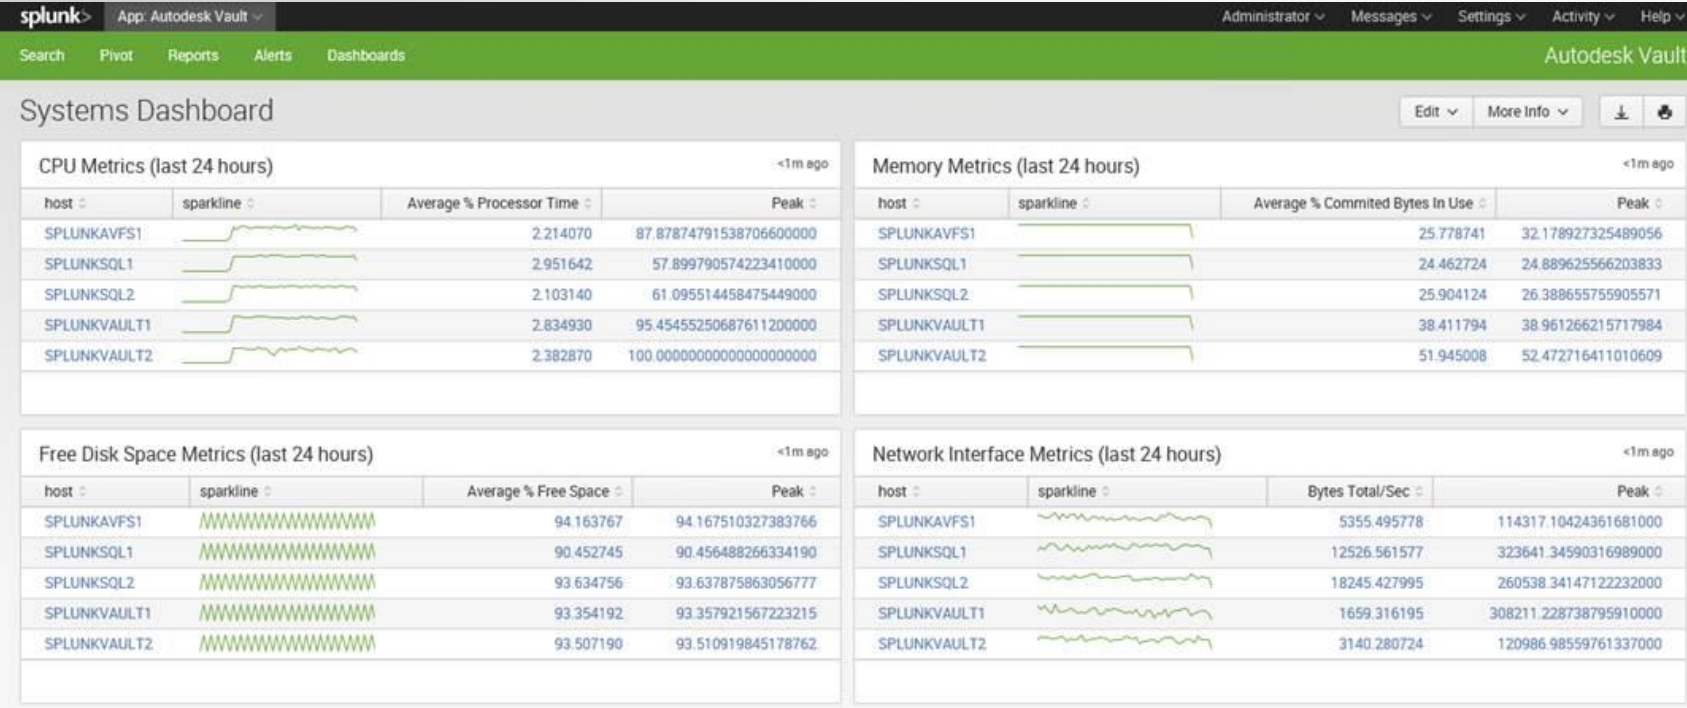 splunk> App: Autodesk Vault Administrator Messages Settings Activity Help
Search Pivot Reports Alerts Dashboards Autodesk Vault
Systems Dashboard Edit More Info
CPU Metrics (last 24 hours) <1m ago
host sparkline Average % Processor Time Peak
SPLUNKAVFS1 2.214070 87.87874791538706600000
SPLUNKSQL1 2.951642 57.899790574223410000
SPLUNKSQL2 2.103140 61.095514458475449000
SPLUNKVAULT1 2.834930 95.45455250687611200000
SPLUNKVAULT2 2.382870 100.00000000000000000000
Memory Metrics (last 24 hours) <1m ago
host sparkline Average % Commited Bytes In Use Peak
SPLUNKAVFS1 25.778741 32.178927325489056
SPLUNKSQL1 24.462724 24.889625566203833
SPLUNKSQL2 25.904124 26.388655755905571
SPLUNKVAULT1 38.411794 38.961266215717984
SPLUNKVAULT2 51.945008 52.472716411010609
Free Disk Space Metrics (last 24 hours) <1m ago
host sparkline Average % Free Space Peak
SPLUNKAVFS1 94.163767 94.167510327383766
SPLUNKSQL1 90.452745 90.456488266334190
SPLUNKSQL2 93.634756 93.637875863056777
SPLUNKVAULT1 93.354192 93.357921567223215
SPLUNKVAULT2 93.507190 93.510919845178762
Network Interface Metrics (last 24 hours) <1m ago
host sparkline Bytes Total/Sec Peak
SPLUNKAVFS1 5355.495778 114317.10424361681000
SPLUNKSQL1 12526.561577 323641.34590316989000
SPLUNKSQL2 18245.427995 260538.34147122232000
SPLUNKVAULT1 1659.316195 308211.228738795910000
SPLUNKVAULT2 3140.280724 120986.98559761337000